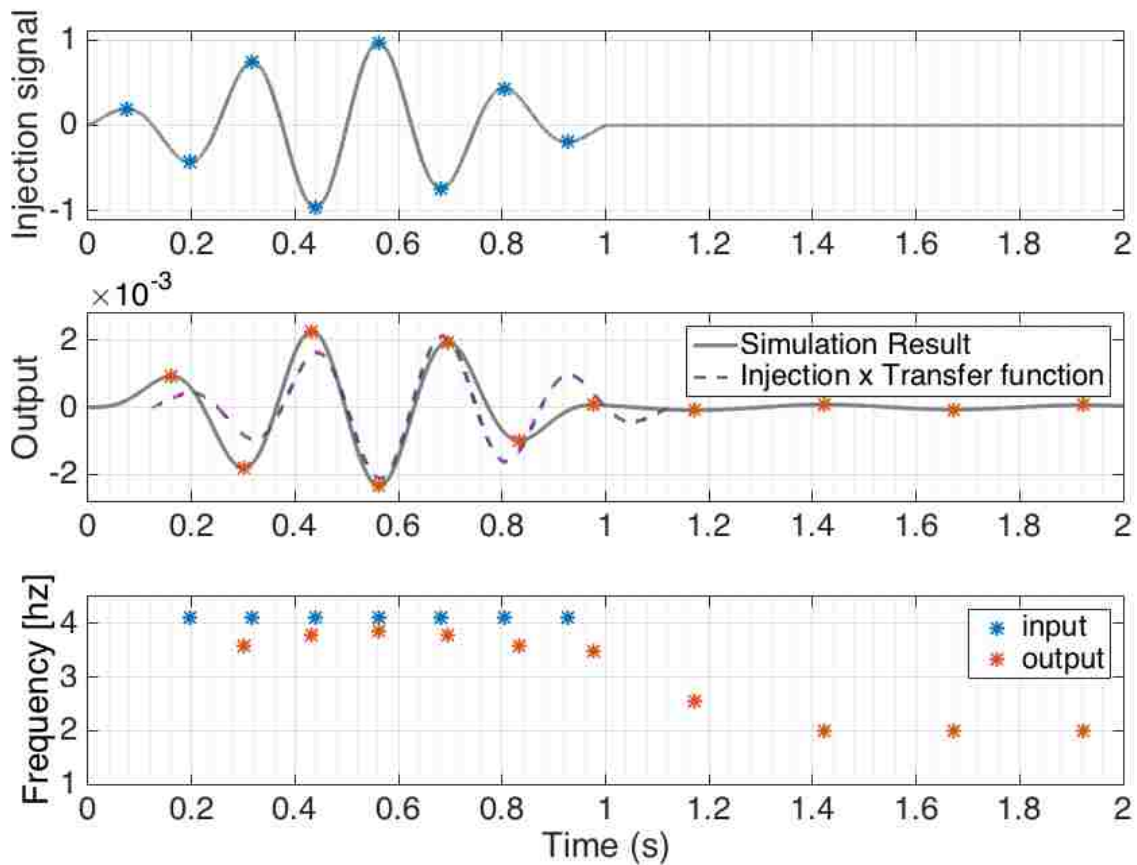 Injection signal
1
0
-1
0 0.2 0.4 0.6 0.8 1 1.2 1.4 1.6 1.8 2
×10⁻³
Output
2
0
-2
Simulation Result
Injection x Transfer function
0 0.2 0.4 0.6 0.8 1 1.2 1.4 1.6 1.8 2
Frequency [hz]
4
3
2
1
input
output
0 0.2 0.4 0.6 0.8 1 1.2 1.4 1.6 1.8 2
Time (s)